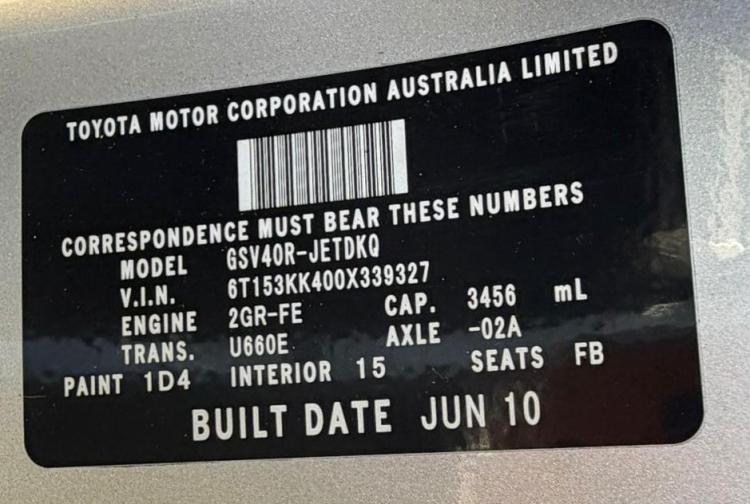 TOYOTA MOTOR CORPORATION AUSTRALIA LIMITED
CORRESPONDENCE MUST BEAR THESE NUMBERS
MODEL GSV40R-JETDKQ
V.I.N. 6T153KK400X339327
ENGINE 2GR-FE CAP. 3456 mL
TRANS. U660E AXLE -02A
PAINT 1D4 INTERIOR 15 SEATS FB
BUILT DATE JUN 10